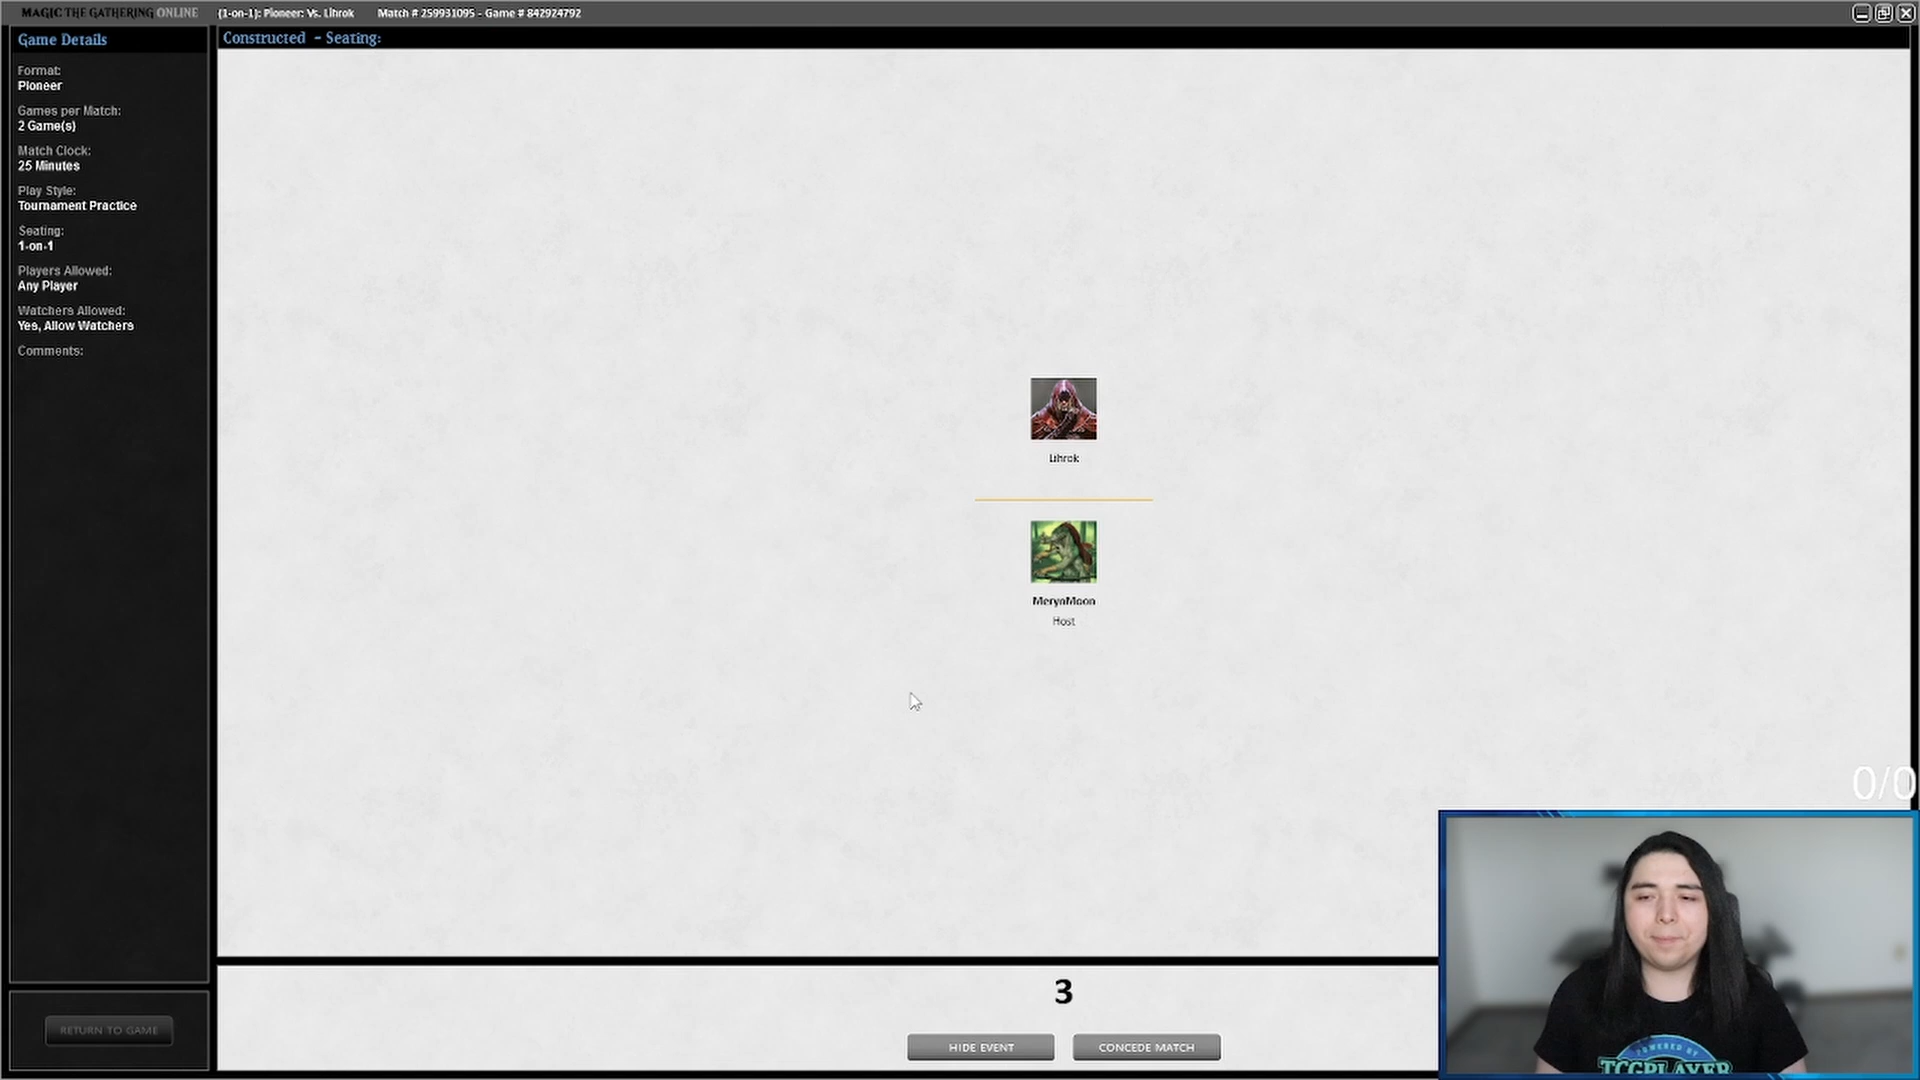 MAGIC THE GATHERING ONLINE (1-on-1): Pioneer: Vs. Lihrok Match # 259931095 - Game # 842924792
Game Details
Constructed - Seating:
Format:
Pioneer
Games per Match:
2 Game(s)
Match Clock:
25 Minutes
Play Style:
Tournament Practice
Seating:
1-on-1
Players Allowed:
Any Player
Watchers Allowed:
Yes, Allow Watchers
Comments:
Lihrok
MerynMoon
Host
0/0
3
RETURN TO GAME
HIDE EVENT
CONCEDE MATCH
POWERED BY
TCGPLAYER